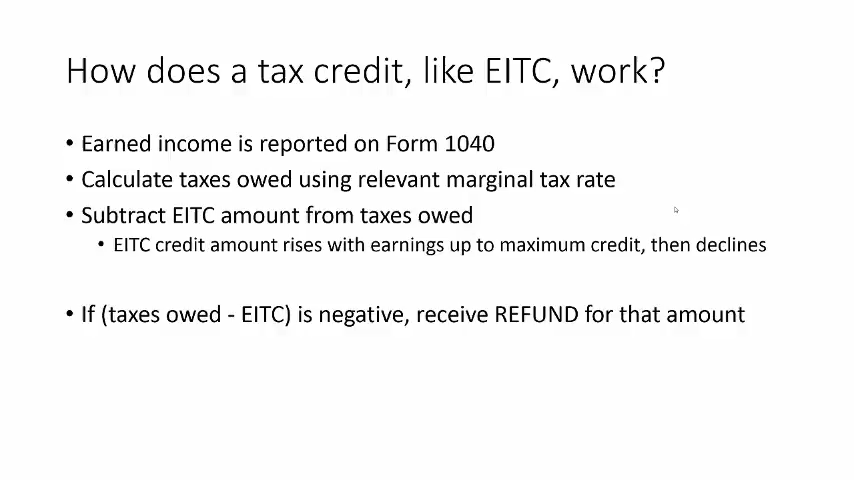 How does a tax credit, like EITC, work?
• Earned income is reported on Form 1040
• Calculate taxes owed using relevant marginal tax rate
• Subtract EITC amount from taxes owed
• EITC credit amount rises with earnings up to maximum credit, then declines
• If (taxes owed - EITC) is negative, receive REFUND for that amount